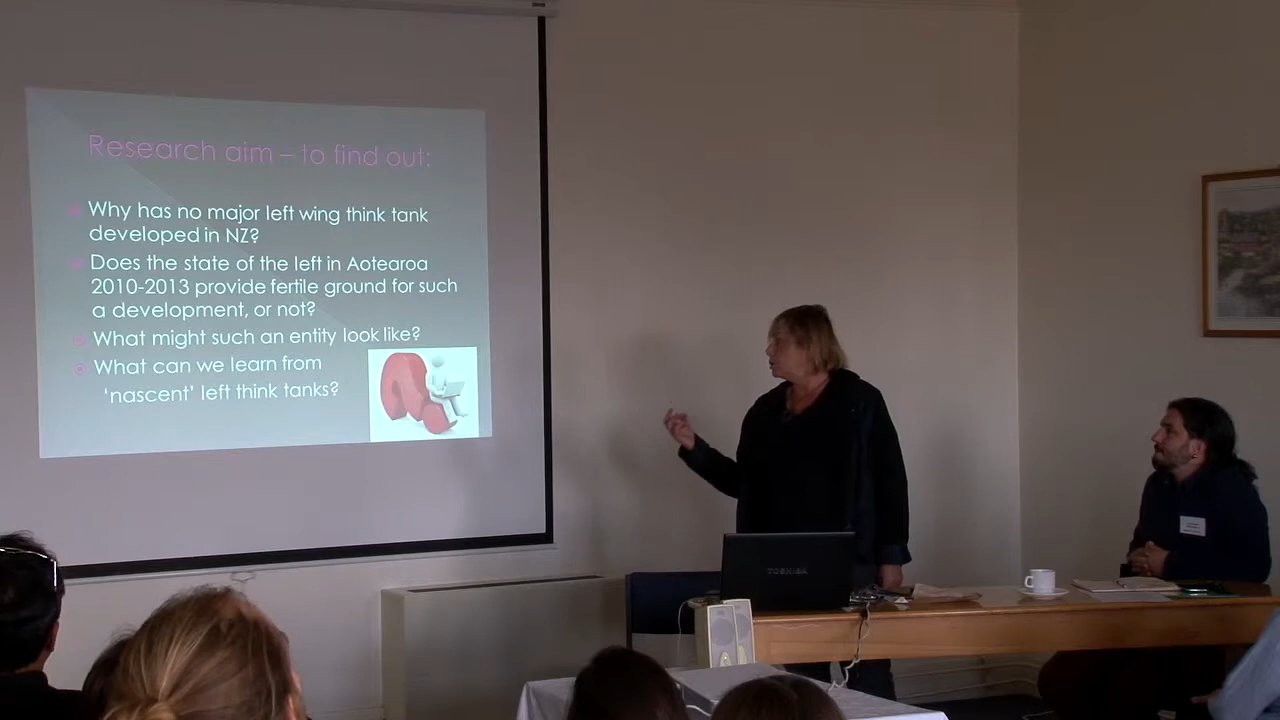 Research aim – to find out:
Why has no major left wing think tank
developed in NZ?
Does the state of the left in Aotearoa
2010-2013 provide fertile ground for such
a development, or not?
What might such an entity look like?
What can we learn from
‘nascent’ left think tanks?
TOSHIBA